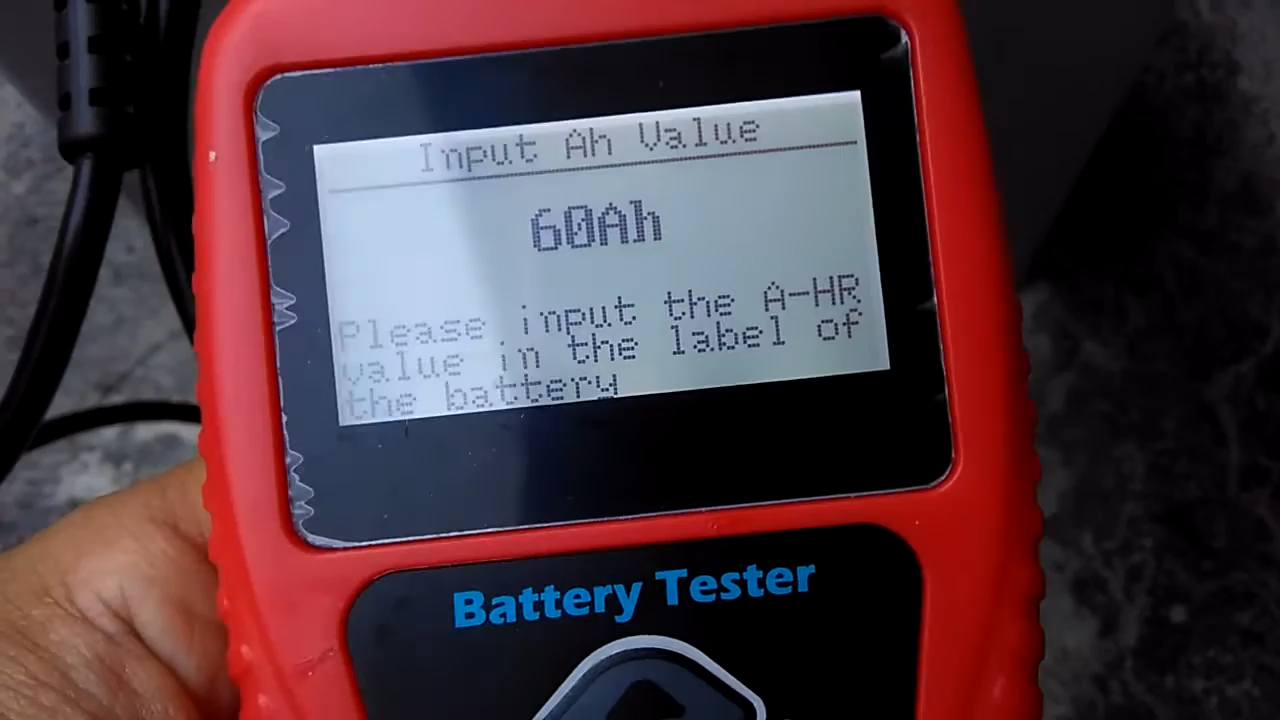 Input Ah Value
60Ah
Please input the A-HR
value in the label of
the battery
Battery Tester